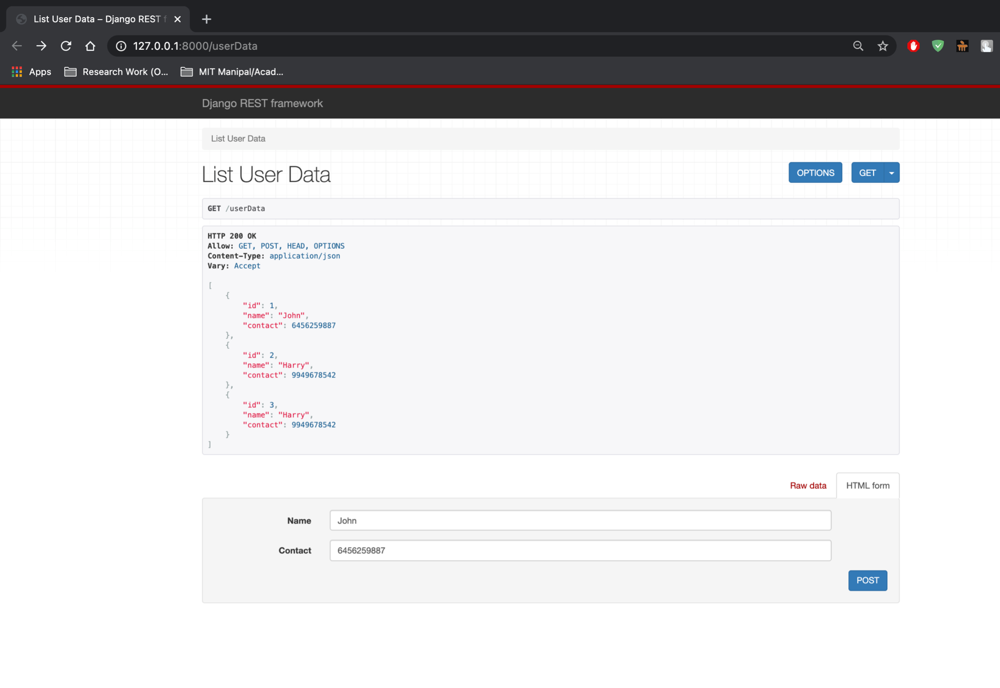 List User Data – Django REST f
127.0.0.1:8000/userData
Apps
Research Work (O...
MIT Manipal/Acad...
Django REST framework
List User Data
List User Data
OPTIONS
GET
GET /userData
HTTP 200 OK
Allow: GET, POST, HEAD, OPTIONS
Content-Type: application/json
Vary: Accept
[
{
"id": 1,
"name": "John",
"contact": 6456259887
},
{
"id": 2,
"name": "Harry",
"contact": 9949678542
},
{
"id": 3,
"name": "Harry",
"contact": 9949678542
}
]
Raw data
HTML form
Name
John
Contact
6456259887
POST